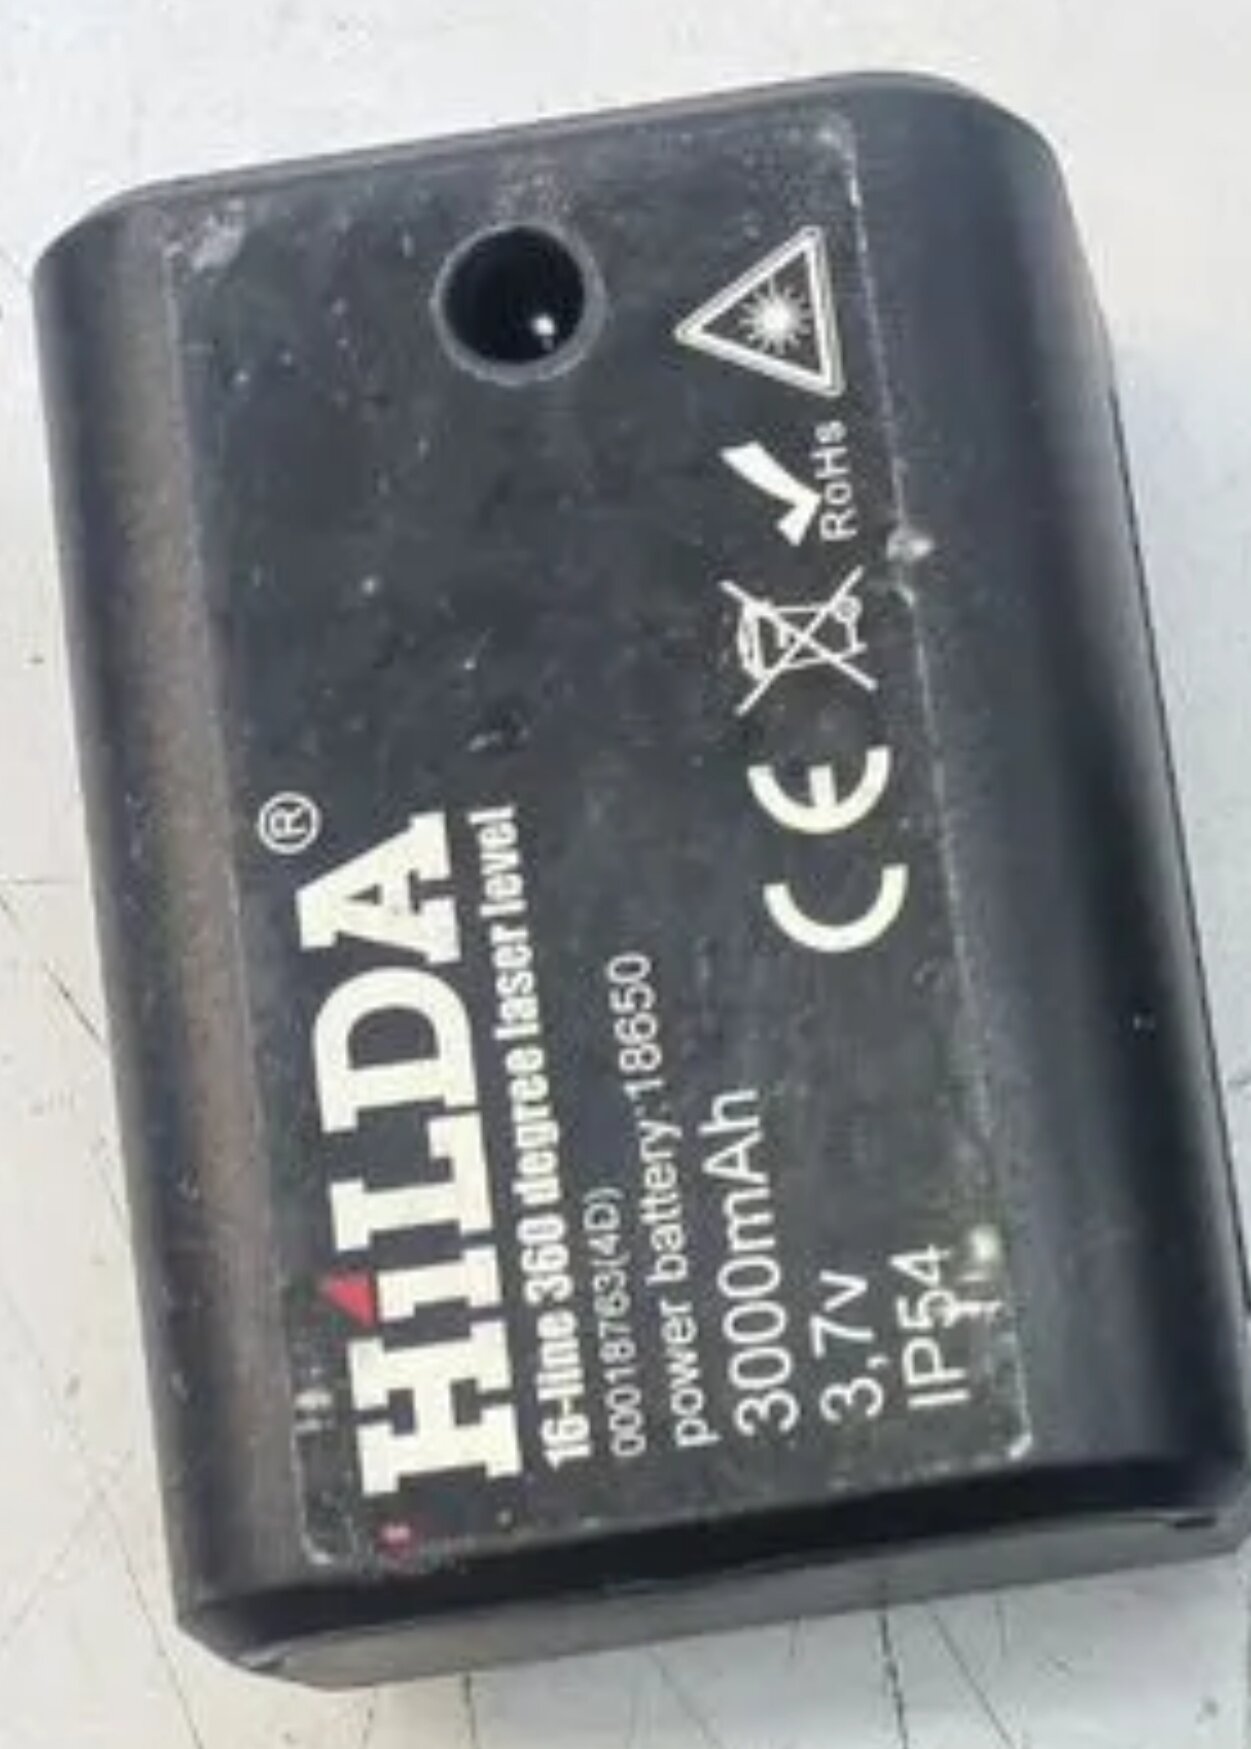 HiLDA®
16-line 360 degree laser level
00018763(4D)
power battery:18650
3000mAh
3,7v
IP54
CE
RoHs